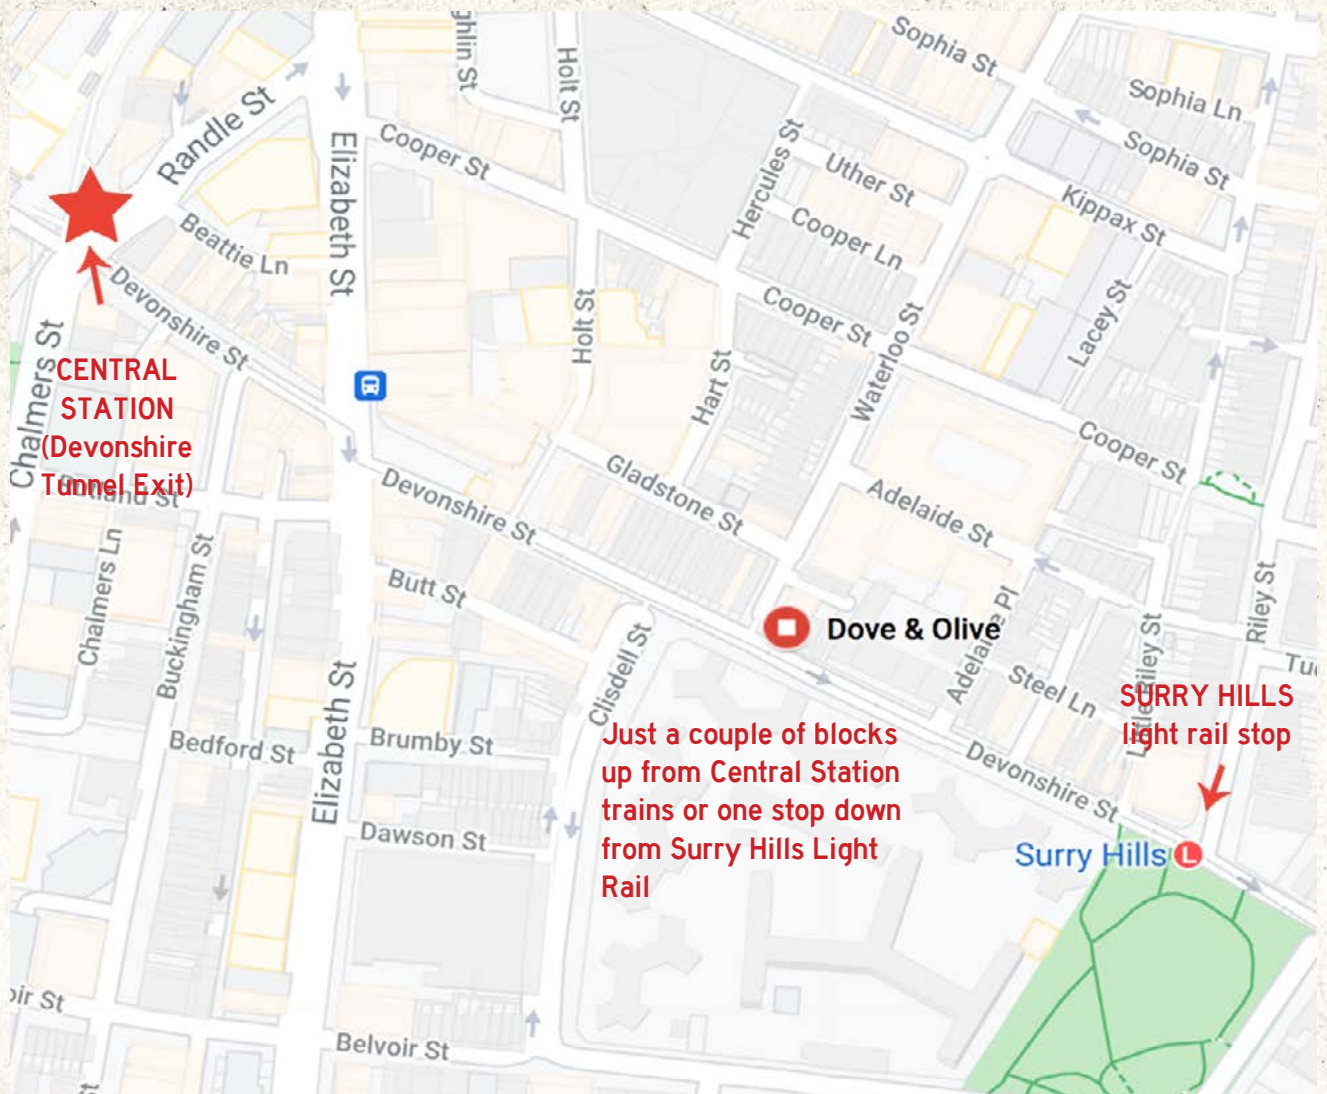 Sophia St
Holt St
Sophia Ln
Randle St
Elizabeth St
Cooper St
Hercules St
Uther St
Sophia St
Kippax St
Beattie Ln
Cooper Ln
Devonshire St
Holt St
Cooper St
Waterloo St
Lacey St
Hart St
Chalmers St
CENTRAL
STATION
(Devonshire
Tunnel Exit)
Cooper St
Gladstone St
Devonshire St
Adelaide St
Chalmers Ln
Buckingham St
Butt St
Riley St
Dove & Olive
Adelaide Pl
Clisdell St
Steel Ln
Little Riley St
SURRY HILLS
light rail stop
Elizabeth St
Bedford St
Brumby St
Just a couple of blocks
up from Central Station
trains or one stop down
from Surry Hills Light
Rail
Devonshire St
Dawson St
Surry Hills L
Belvoir St